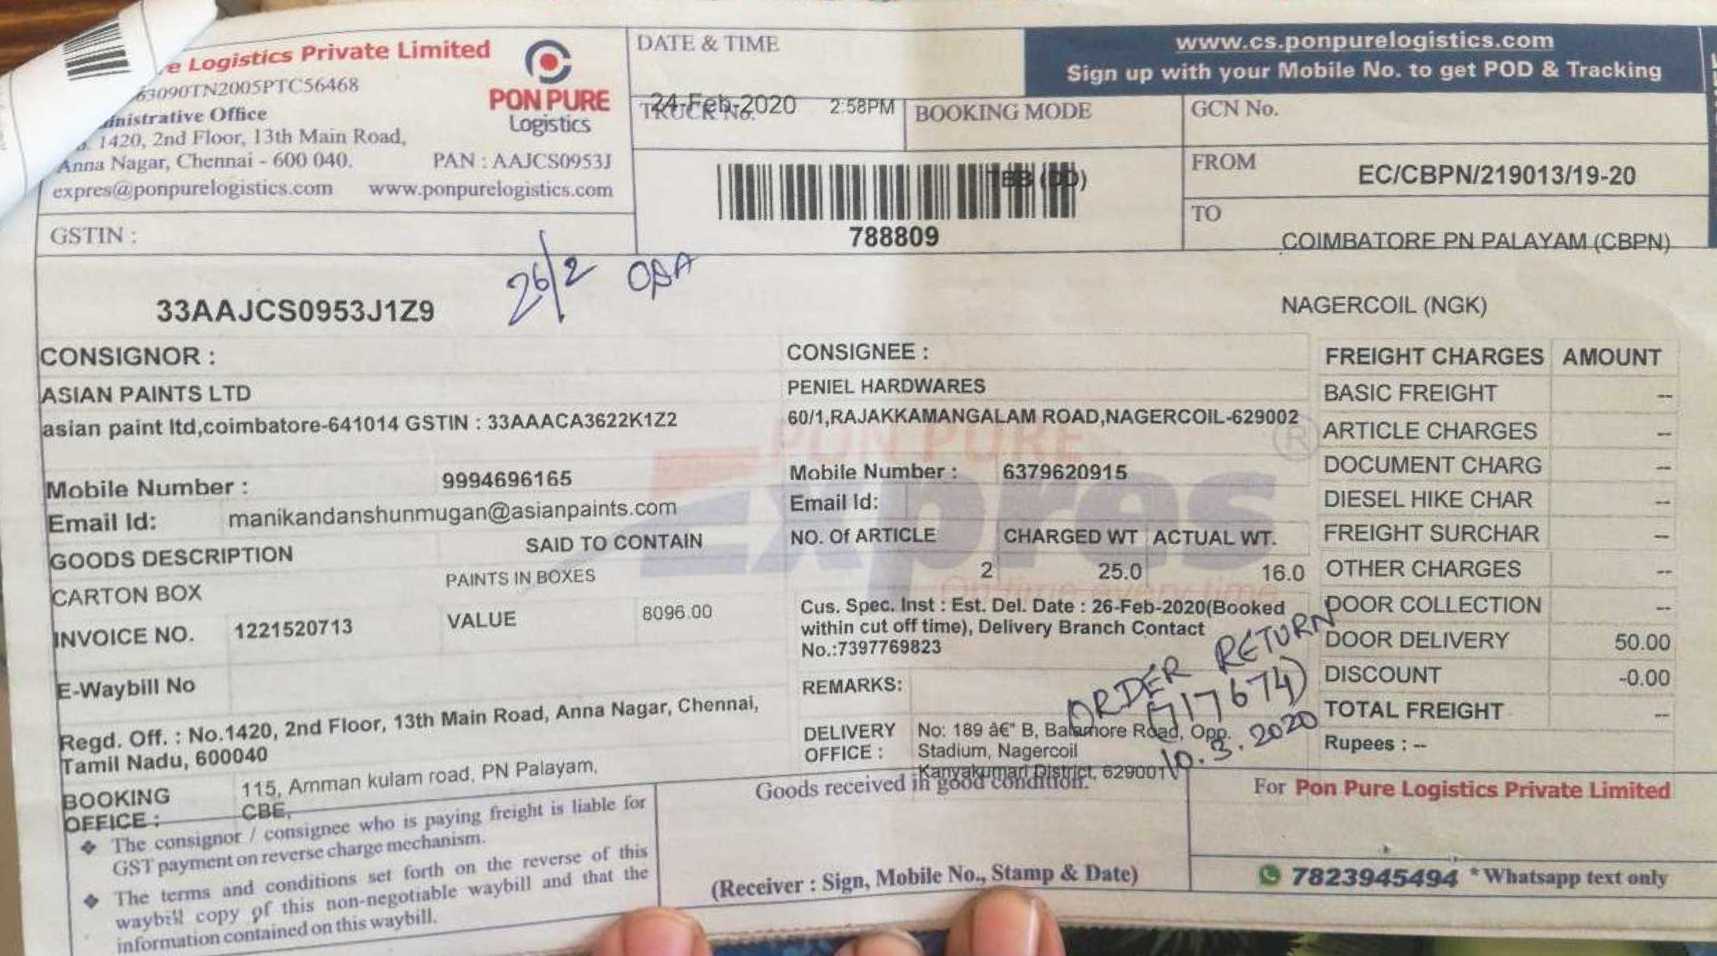 e Logistics Private Limited
63090TN2005PTC56468
nistrative Office
1420, 2nd Floor, 13th Main Road,
Anna Nagar, Chennai - 600 040.
PAN : AAJCS0953J
expres@ponpurelogistics.com www.ponpurelogistics.com
PON PURE
Logistics
GSTIN :
33AAJCS0953J1Z9
DATE & TIME
24-Feb-2020 2:58PM
TRUCK No.
BOOKING MODE
(DD)
788809
www.cs.ponpurelogistics.com
Sign up with your Mobile No. to get POD & Tracking
GCN No.
EC/CBPN/219013/19-20
FROM
COIMBATORE PN PALAYAM (CBPN)
TO
NAGERCOIL (NGK)
26/2
CONSIGNOR :
ASIAN PAINTS LTD
asian paint ltd,coimbatore-641014 GSTIN : 33AAACA3622K1Z2
Mobile Number : 9994696165
Email Id: manikandanshunmugan@asianpaints.com
GOODS DESCRIPTION SAID TO CONTAIN
CARTON BOX PAINTS IN BOXES
INVOICE NO. 1221520713 VALUE 8096.00
E-Waybill No
Regd. Off. : No.1420, 2nd Floor, 13th Main Road, Anna Nagar, Chennai,
Tamil Nadu, 600040
BOOKING OFFICE :
115, Amman kulam road, PN Palayam,
CBE,
CONSIGNEE :
PENIEL HARDWARES
60/1,RAJAKKAMANGALAM ROAD,NAGERCOIL-629002
PON PURE
Expres
Mobile Number : 6379620915
Email Id:
NO. Of ARTICLE CHARGED WT ACTUAL WT.
2 25.0 16.0
Cus. Spec. Inst : Est. Del. Date : 26-Feb-2020(Booked
within cut off time), Delivery Branch Contact
No.:7397769823
REMARKS:
ORDER RETURN
(717674)
10.3.2020
DELIVERY OFFICE :
No: 189 â€" B, Balamore Road, Opp.
Stadium, Nagercoil
Kanyakumari District, 629001
FREIGHT CHARGES AMOUNT
BASIC FREIGHT --
ARTICLE CHARGES --
DOCUMENT CHARG --
DIESEL HIKE CHAR --
FREIGHT SURCHAR --
OTHER CHARGES --
DOOR COLLECTION --
DOOR DELIVERY 50.00
DISCOUNT -0.00
TOTAL FREIGHT --
Rupees : --
❖ The consignor / consignee who is paying freight is liable for
GST payment on reverse charge mechanism.
❖ The terms and conditions set forth on the reverse of this
waybill copy of this non-negotiable waybill and that the
information contained on this waybill.
Goods received in good condition.
(Receiver : Sign, Mobile No., Stamp & Date)
For Pon Pure Logistics Private Limited
7823945494 *Whatsapp text only